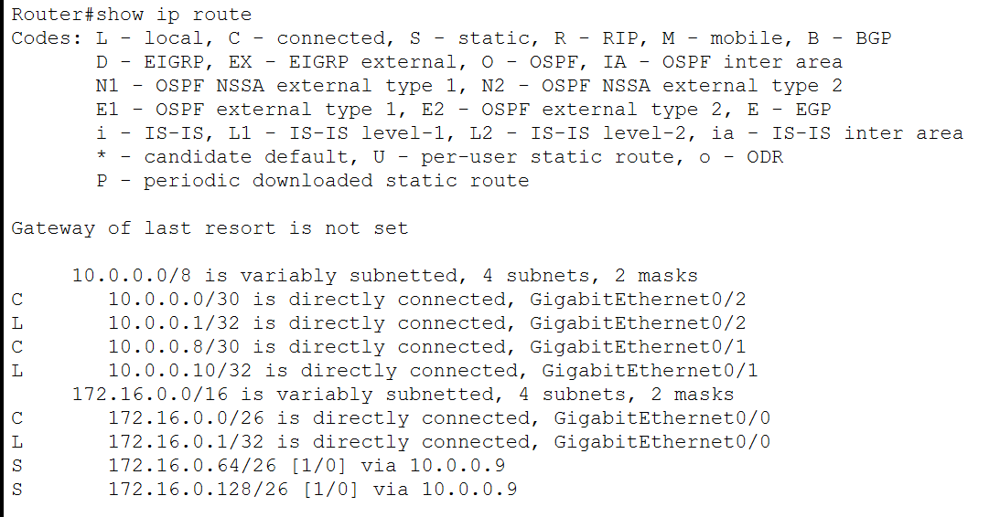 Router#show ip route
Codes: L - local, C - connected, S - static, R - RIP, M - mobile, B - BGP
       D - EIGRP, EX - EIGRP external, O - OSPF, IA - OSPF inter area
       N1 - OSPF NSSA external type 1, N2 - OSPF NSSA external type 2
       E1 - OSPF external type 1, E2 - OSPF external type 2, E - EGP
       i - IS-IS, L1 - IS-IS level-1, L2 - IS-IS level-2, ia - IS-IS inter area
       * - candidate default, U - per-user static route, o - ODR
       P - periodic downloaded static route

Gateway of last resort is not set

     10.0.0.0/8 is variably subnetted, 4 subnets, 2 masks
C       10.0.0.0/30 is directly connected, GigabitEthernet0/2
L       10.0.0.1/32 is directly connected, GigabitEthernet0/2
C       10.0.0.8/30 is directly connected, GigabitEthernet0/1
L       10.0.0.10/32 is directly connected, GigabitEthernet0/1
     172.16.0.0/16 is variably subnetted, 4 subnets, 2 masks
C       172.16.0.0/26 is directly connected, GigabitEthernet0/0
L       172.16.0.1/32 is directly connected, GigabitEthernet0/0
S       172.16.0.64/26 [1/0] via 10.0.0.9
S       172.16.0.128/26 [1/0] via 10.0.0.9